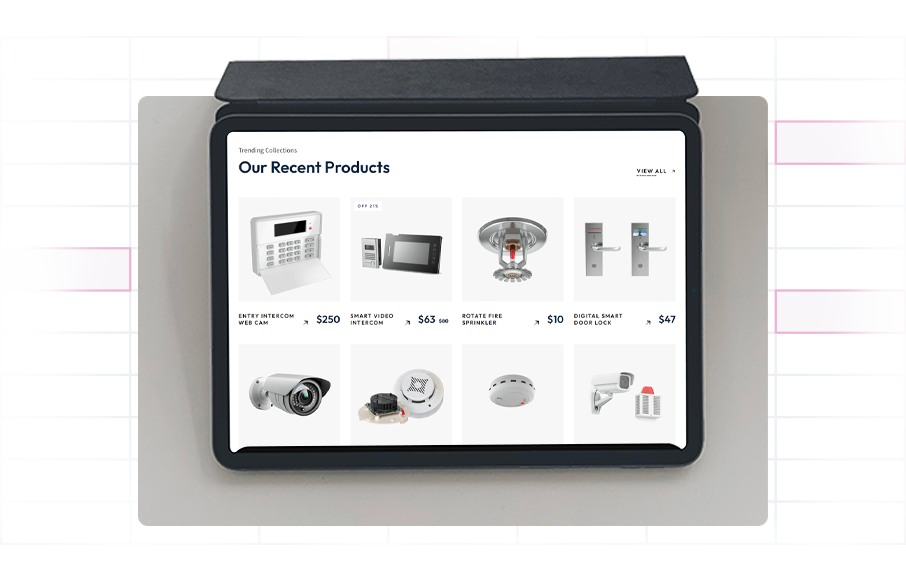 Trending Collections
Our Recent Products
VIEW ALL
OFF 21%
ENTRY INTERCOM
WEB CAM
$250
SMART VIDEO
INTERCOM
$63 $80
ROTATE FIRE
SPRINKLER
$10
DIGITAL SMART
DOOR LOCK
$47